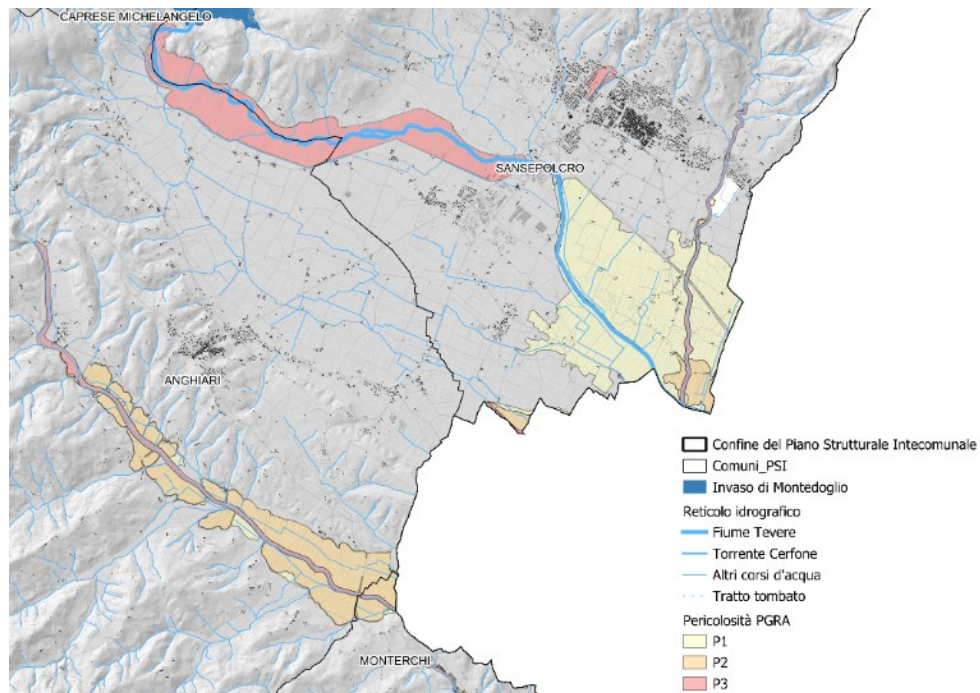 CAPRESE MICHELANGELO
SANSEPOLCRO
ANGHIARI
MONTERCHI
Confine del Piano Strutturale Intecomunale
Comuni_PSI
Invaso di Montedoglio
Reticolo idrografico
Fiume Tevere
Torrente Cerfone
Altri corsi d'acqua
Tratto tombato
Pericolosità PGRA
P1
P2
P3